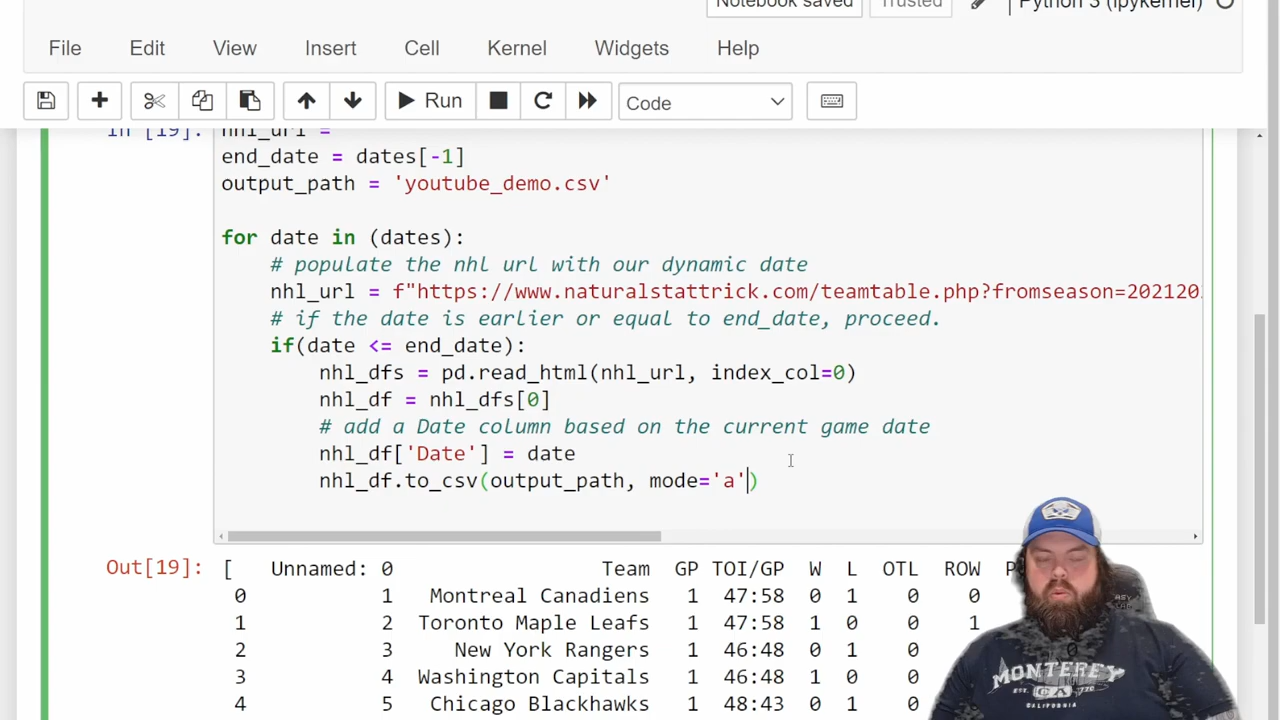 Notebook saved Trusted Python 3 (ipykernel)
File Edit View Insert Cell Kernel Widgets Help
Run Code
In [19]: nhl_url =
end_date = dates[-1]
output_path = 'youtube_demo.csv'
for date in (dates):
# populate the nhl url with our dynamic date
nhl_url = f"https://www.naturalstattrick.com/teamtable.php?fromseason=202120
# if the date is earlier or equal to end_date, proceed.
if(date <= end_date):
nhl_dfs = pd.read_html(nhl_url, index_col=0)
nhl_df = nhl_dfs[0]
# add a Date column based on the current game date
nhl_df['Date'] = date
nhl_df.to_csv(output_path, mode='a')
Out[19]: [ Unnamed: 0 Team GP TOI/GP W L OTL ROW
0 1 Montreal Canadiens 1 47:58 0 1 0 0
1 2 Toronto Maple Leafs 1 47:58 1 0 0 1
2 3 New York Rangers 1 46:48 0 1 0
3 4 Washington Capitals 1 46:48 1 0 0
4 5 Chicago Blackhawks 1 48:43 0 1 0
MONTEREY
CA
CALIFORNIA